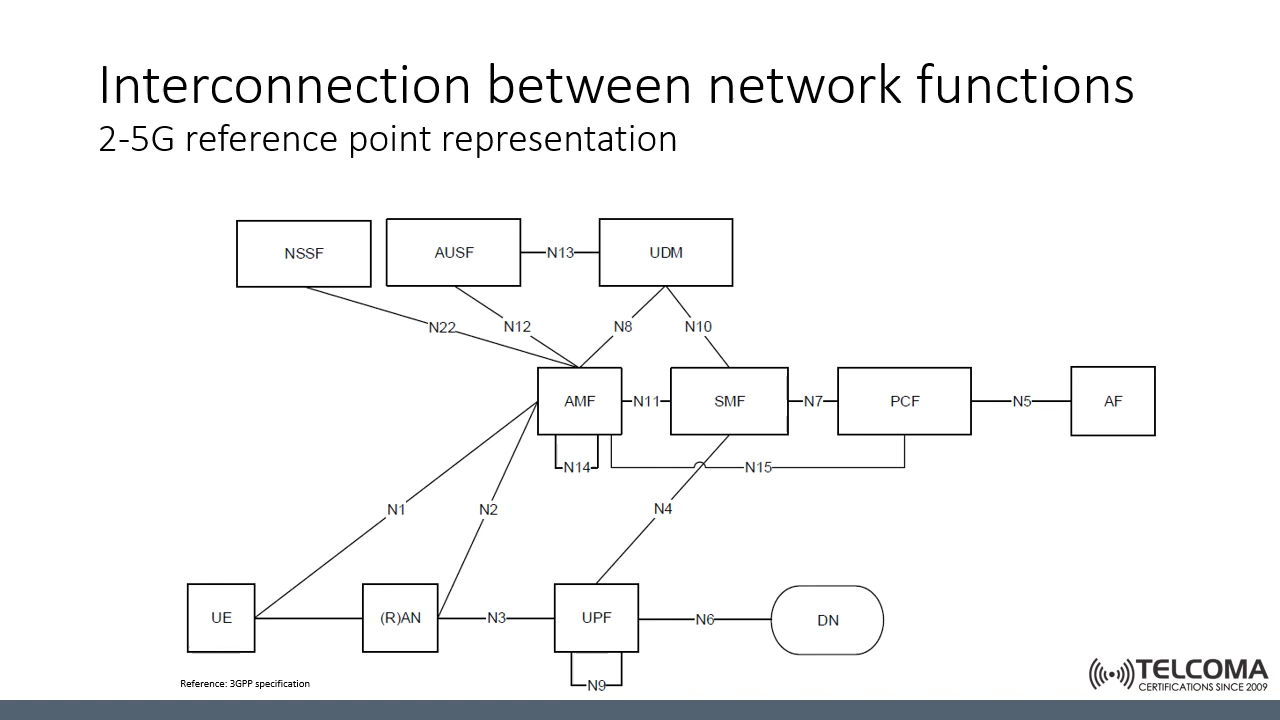 Interconnection between network functions
2-5G reference point representation
NSSF
AUSF
N13
UDM
N22
N12
N8
N10
AMF
N11
SMF
N7
PCF
N5
AF
N14
N15
N1
N2
N4
UE
(R)AN
N3
UPF
N6
DN
N9
Reference: 3GPP specification
TELCOMA
CERTIFICATIONS SINCE 2009